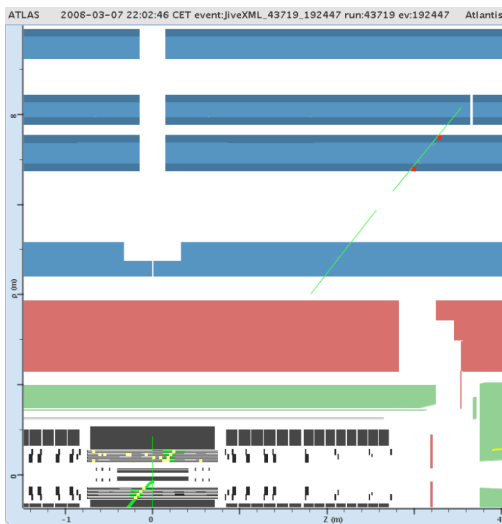 ATLAS 2008-03-07 22:02:46 CET event:JiveXML_43719_192447 run:43719 ev:192447 Atlantis
8
ρ (m)
0
-1 0 Z (m) 4